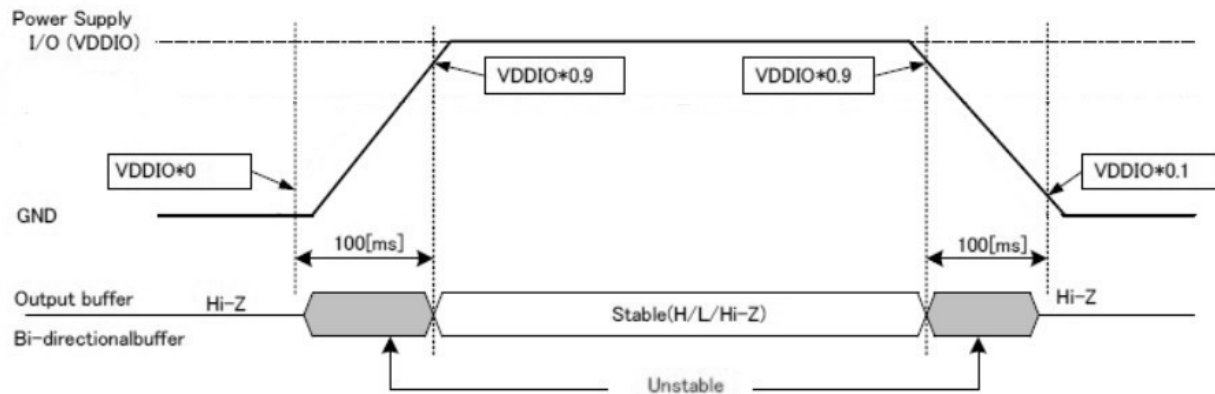 Power Supply
I/O (VDDIO)
VDDIO*0.9
VDDIO*0.9
VDDIO*0
VDDIO*0.1
GND
100[ms]
100[ms]
Output buffer
Hi-Z
Stable(H/L/Hi-Z)
Hi-Z
Bi-directionalbuffer
Unstable